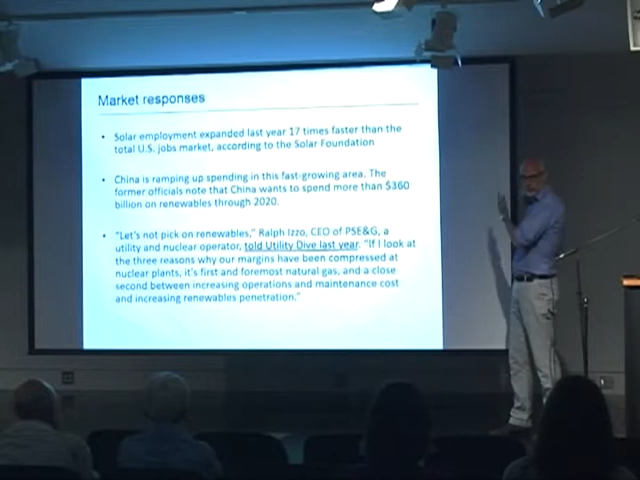 Market responses
• Solar employment expanded last year 17 times faster than the
total U.S. jobs market, according to the Solar Foundation
• China is ramping up spending in this fast-growing area. The
former officials note that China wants to spend more than $360
billion on renewables through 2020.
• "Let's not pick on renewables," Ralph Izzo, CEO of PSE&G, a
utility and nuclear operator, told Utility Dive last year. "If I look at
the three reasons why our margins have been compressed at
nuclear plants, it's first and foremost natural gas, and a close
second between increasing operations and maintenance cost
and increasing renewables penetration."